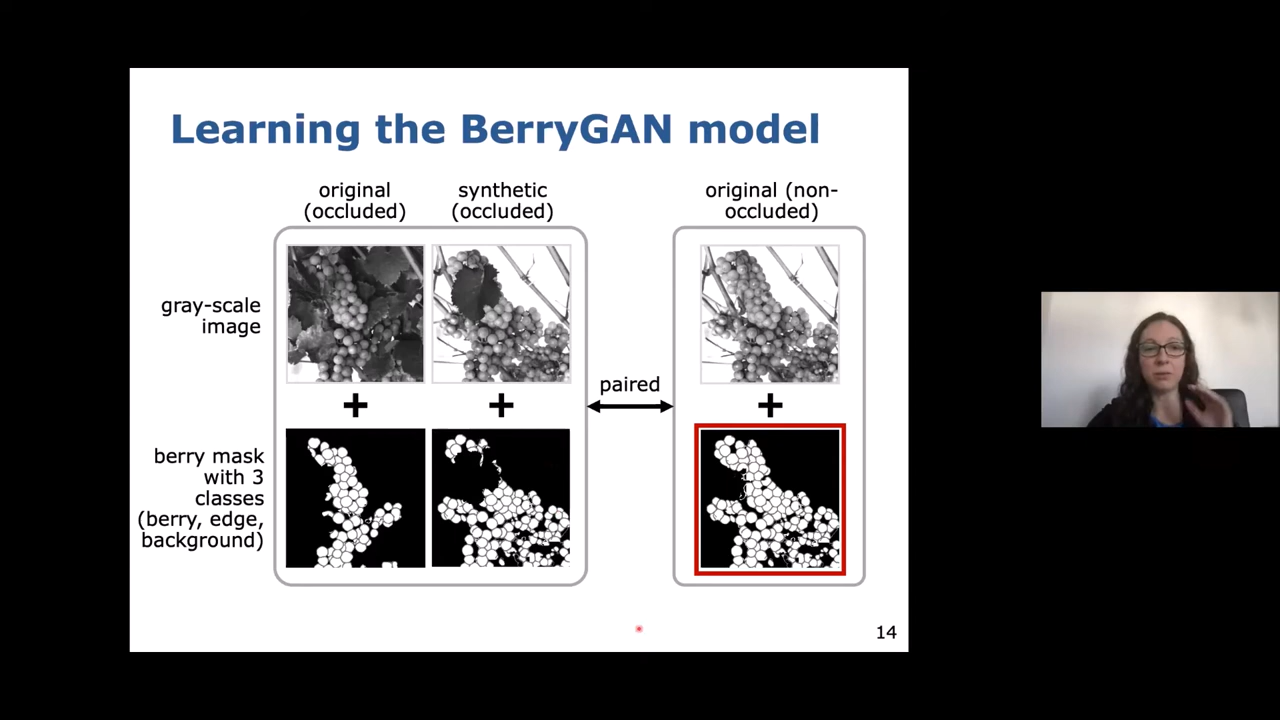 Learning the BerryGAN model
original
(occluded)
synthetic
(occluded)
original (non-
occluded)
gray-scale
image
paired
berry mask
with 3
classes
(berry, edge,
background)
14